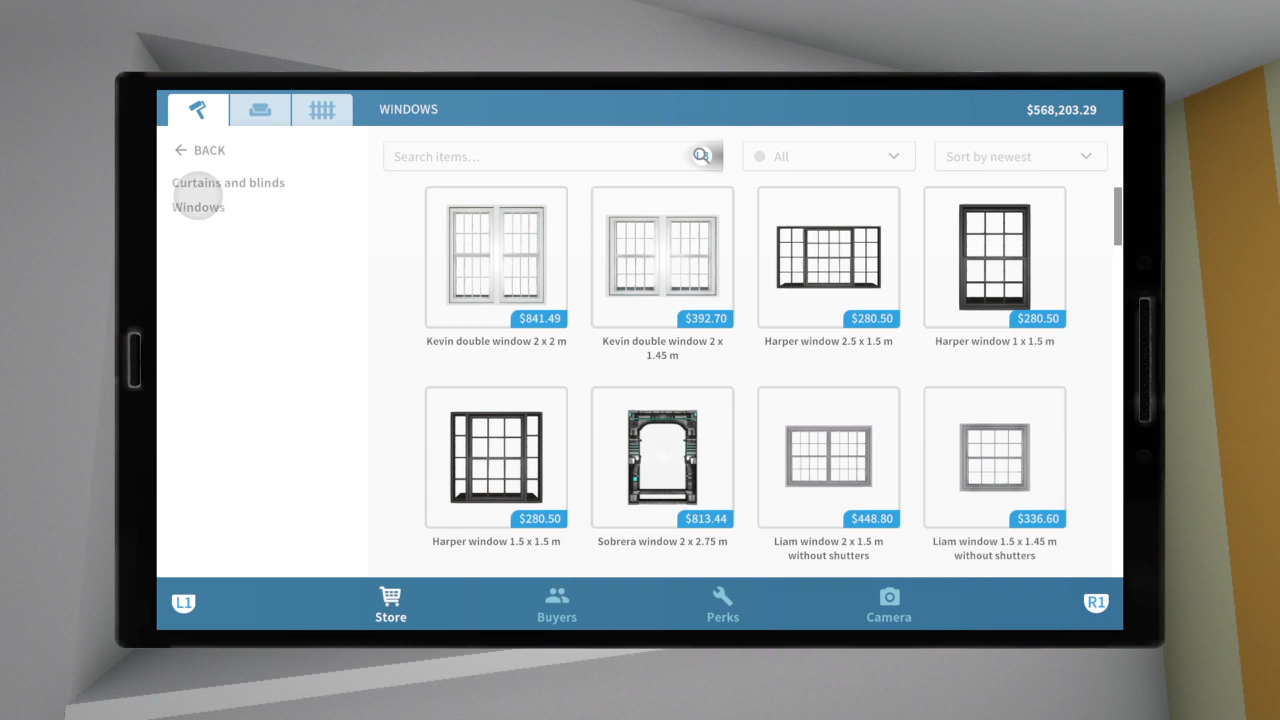 WINDOWS
$568,203.29
BACK
Search items...
All
Sort by newest
Curtains and blinds
Windows
$841.49
$392.70
$280.50
$280.50
Kevin double window 2 x 2 m
Kevin double window 2 x
1.45 m
Harper window 2.5 x 1.5 m
Harper window 1 x 1.5 m
$280.50
$813.44
$448.80
$336.60
Harper window 1.5 x 1.5 m
Sobrera window 2 x 2.75 m
Liam window 2 x 1.5 m
without shutters
Liam window 1.5 x 1.45 m
without shutters
L1
Store
Buyers
Perks
Camera
R1